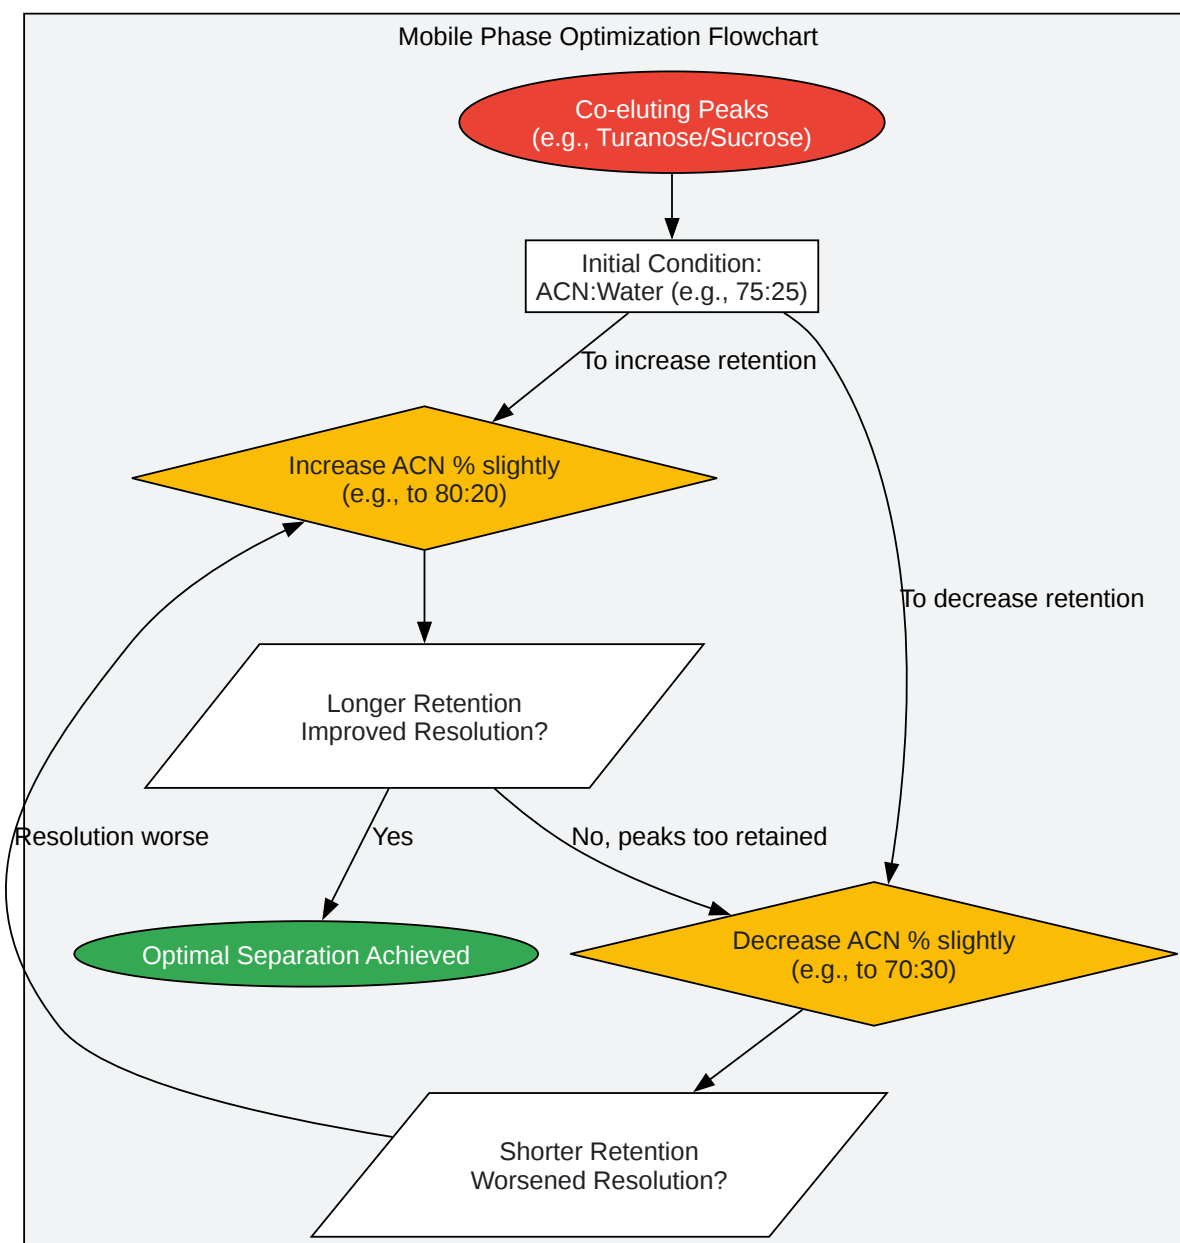 Mobile Phase Optimization Flowchart
Co-eluting Peaks
(e.g., Turanose/Sucrose)
Initial Condition:
ACN:Water (e.g., 75:25)
To increase retention
Increase ACN % slightly
(e.g., to 80:20)
To decrease retention
Longer Retention
Improved Resolution?
Resolution worse
Yes
No, peaks too retained
Optimal Separation Achieved
Decrease ACN % slightly
(e.g., to 70:30)
Shorter Retention
Worsened Resolution?